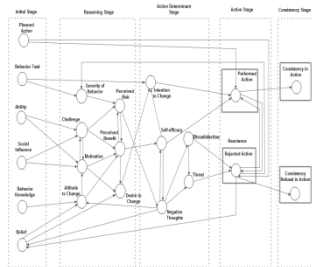 Initial Stage
Reasoning Stage
Action Determinant
Stage
Action Stage
Consistency Stage
Planned
Action
Behavior Task
Ability
Social
Influence
Behavior
Knowledge
Belief
Severity of
Behavior
Perceived
Risk
Challenge
Perceived
Benefit
Motivation
Attitude
to Change
Desire to
Change
Intention
to Change
Self-efficacy
Dissatisfaction
Threat
Negative
Thoughts
Performed
Action
Reactance
Rejected Action
Consistency in
Action
Consistency
Refusal in Action